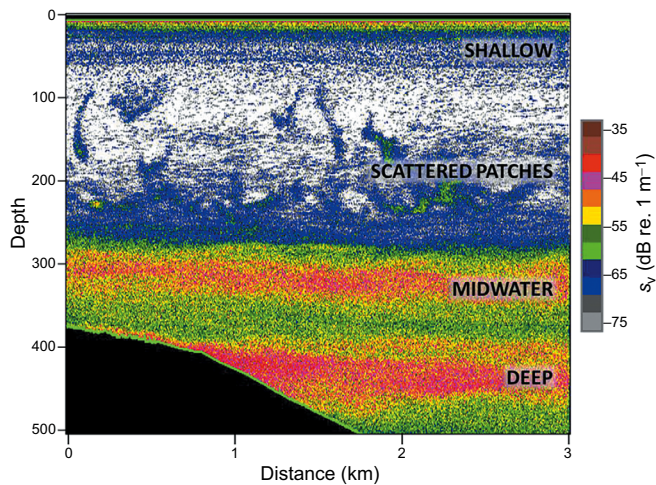 0
100
200
300
400
500
Depth
0
1
2
3
Distance (km)
SHALLOW
SCATTERED PATCHES
MIDWATER
DEEP
–35
–45
–55
–65
–75
sᵥ (dB re. 1 m⁻¹)